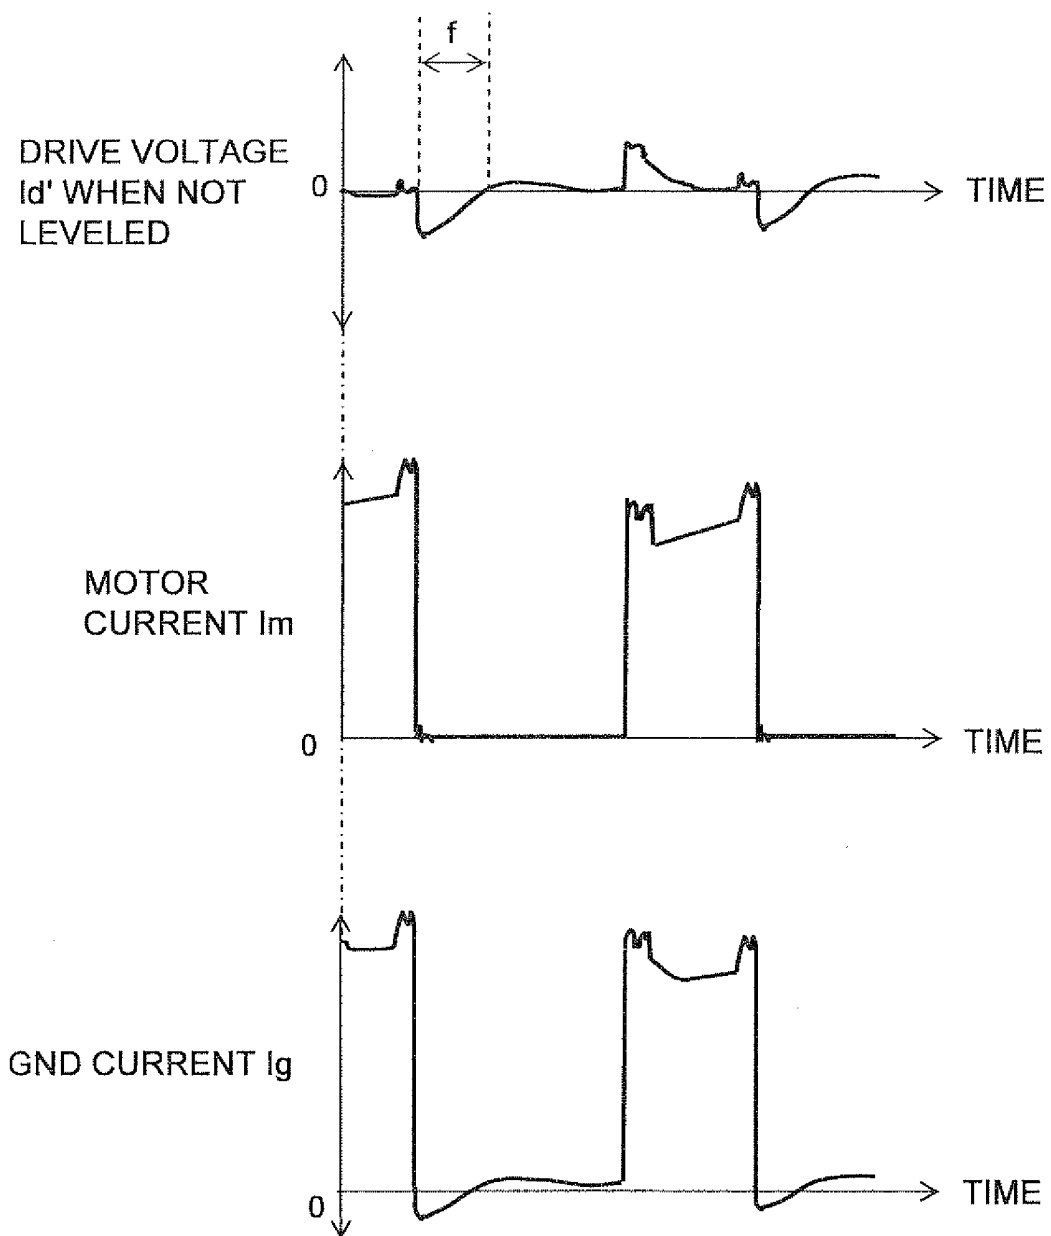 f
DRIVE VOLTAGE
Id' WHEN NOT
LEVELED
0
TIME
MOTOR
CURRENT Im
0
TIME
GND CURRENT Ig
0
TIME